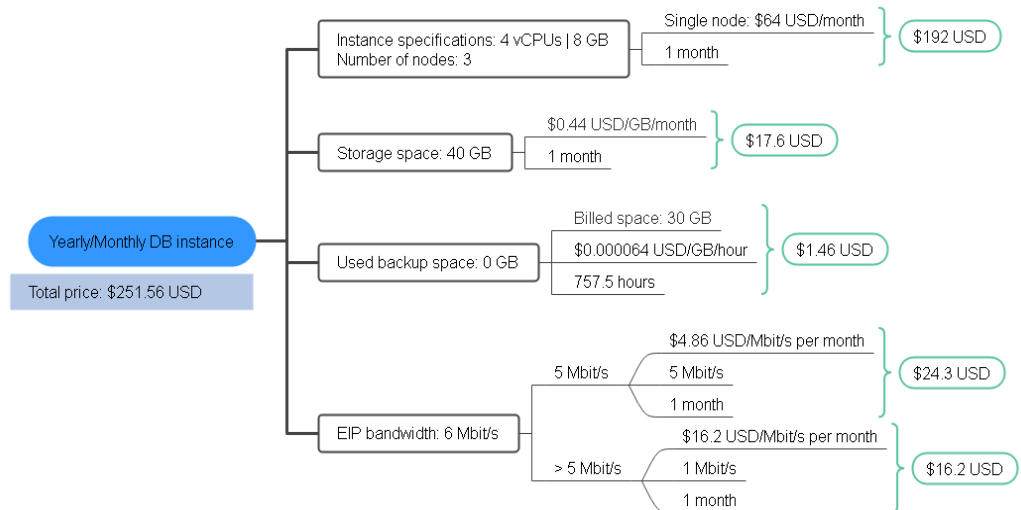 Single node: $64 USD/month
Instance specifications: 4 vCPUs | 8 GB
Number of nodes: 3
1 month
$192 USD
$0.44 USD/GB/month
Storage space: 40 GB
1 month
$17.6 USD
Yearly/Monthly DB instance
Total price: $251.56 USD
Billed space: 30 GB
Used backup space: 0 GB
$0.000064 USD/GB/hour
757.5 hours
$1.46 USD
$4.86 USD/Mbit/s per month
5 Mbit/s
5 Mbit/s
1 month
$24.3 USD
EIP bandwidth: 6 Mbit/s
$16.2 USD/Mbit/s per month
> 5 Mbit/s
1 Mbit/s
1 month
$16.2 USD